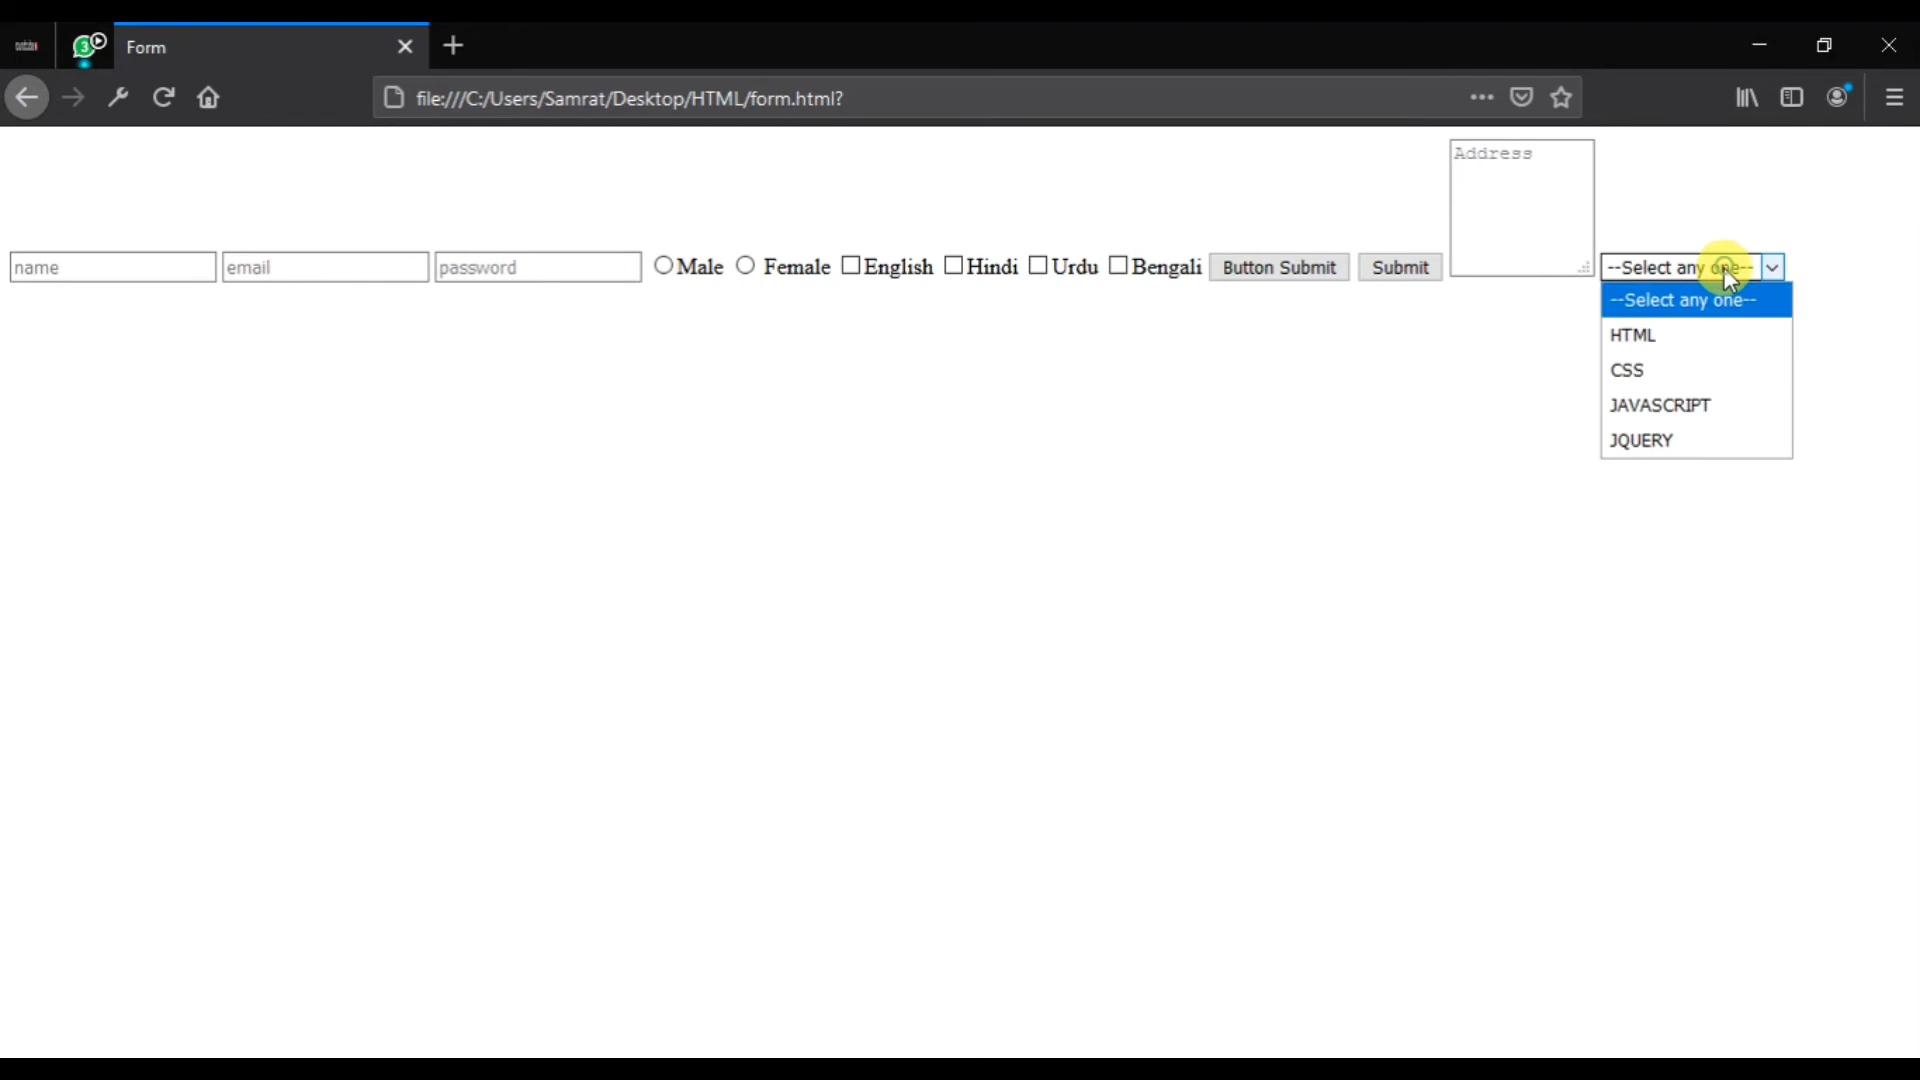 Form
file:///C:/Users/Samrat/Desktop/HTML/form.html?
Address
name email password Male Female English Hindi Urdu Bengali Button Submit Submit --Select any one--
--Select any one--
HTML
CSS
JAVASCRIPT
JQUERY